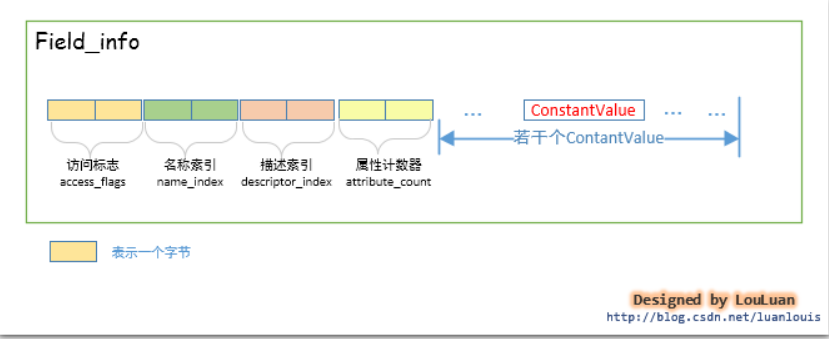 Field_info
... ConstantValue ... ...
若干个ContantValue
访问标志 名称索引 描述索引 属性计数器
access_flags name_index descriptor_index attribute_count
表示一个字节
Designed by LouLuan
http://blog.csdn.net/luanlouis